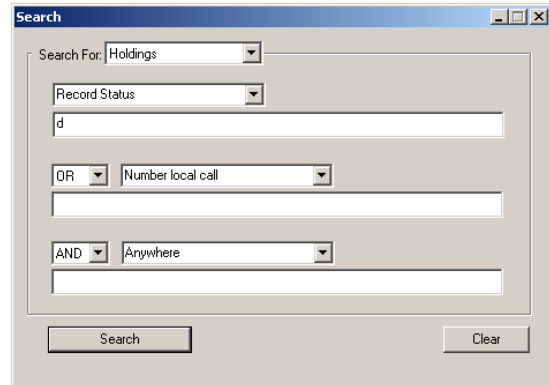 Search
Search For: Holdings
Record Status
d
OR Number local call
AND Anywhere
Search Clear